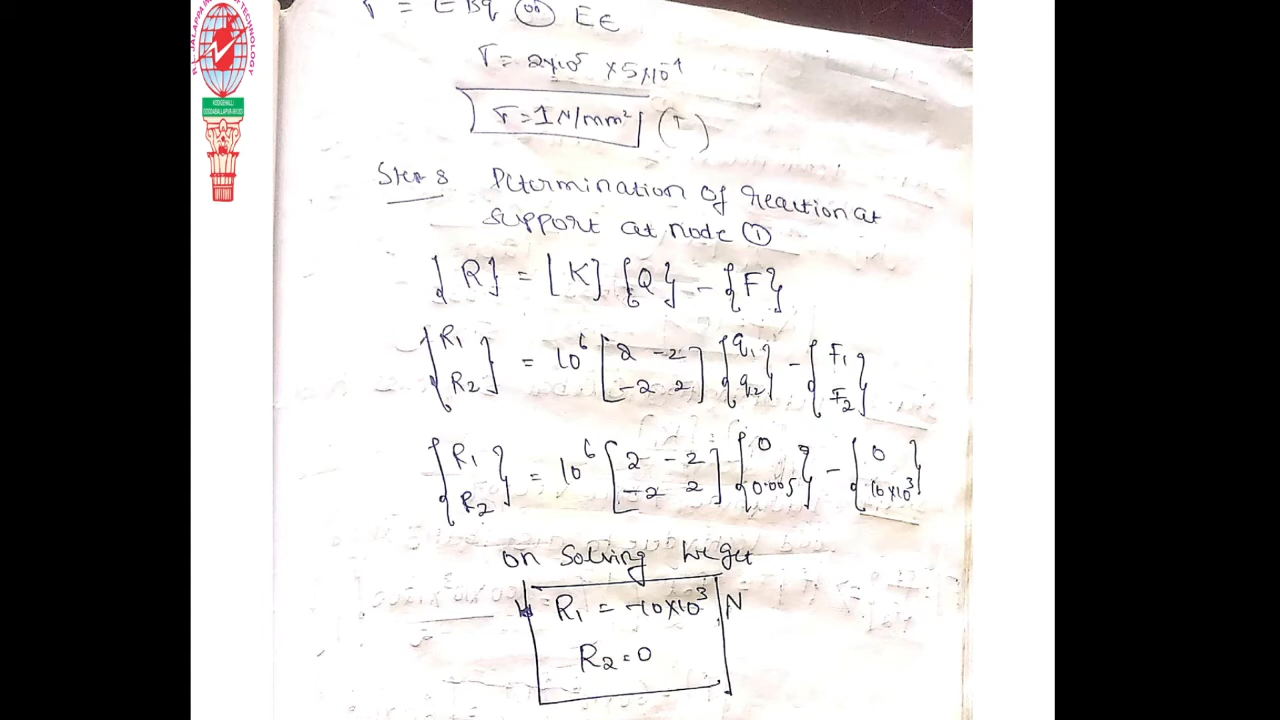 σ = E Bq (or) Eϵ
σ = 2×10⁵ × 5×10⁻⁴
σ = 1 N/mm² (T)
Step 8 Determination of reaction at
support at node ①
{R} = [K] {Q} - {F}
{R₁ R₂} = 10⁶ [2 -2 -2 2] {q₁ q₂} - {F₁ F₂}
{R₁ R₂} = 10⁶ [2 -2 -2 2] {0 0.005} - {0 10×10³}
on solving we get
R₁ = -10×10³ N
R₂ = 0